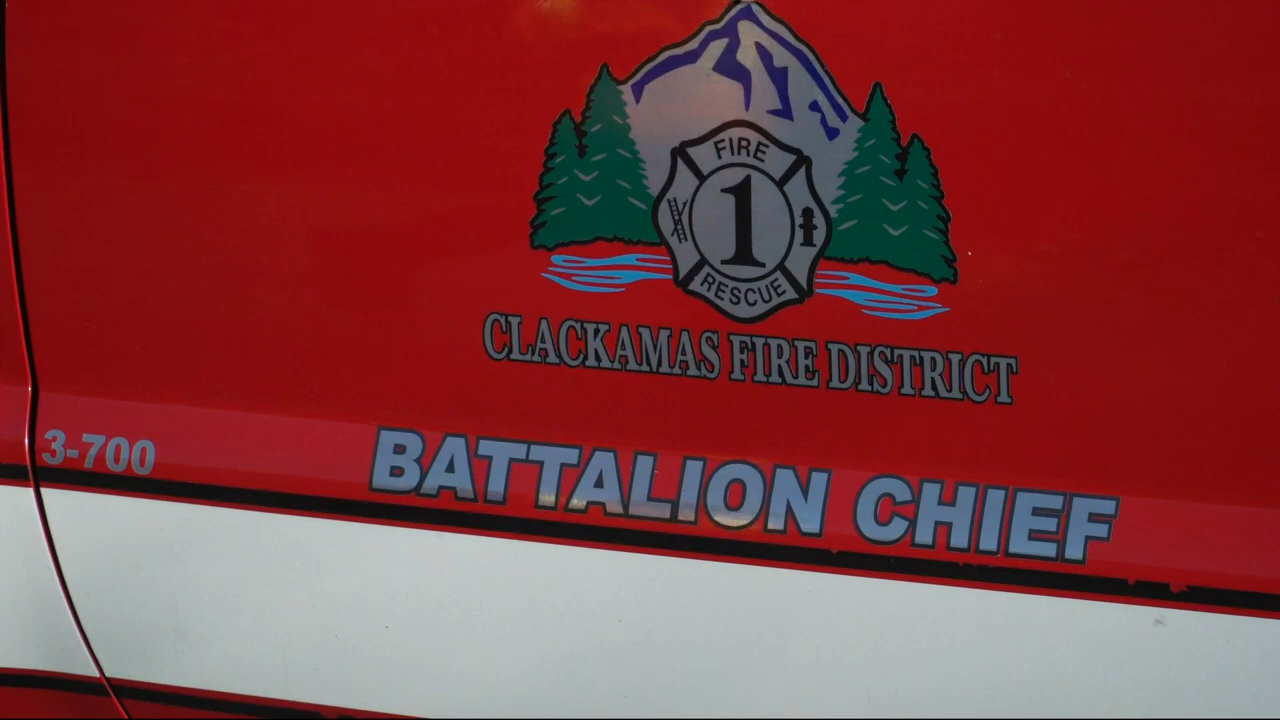 FIRE
1
RESCUE
CLACKAMAS FIRE DISTRICT
3-700
BATTALION CHIEF